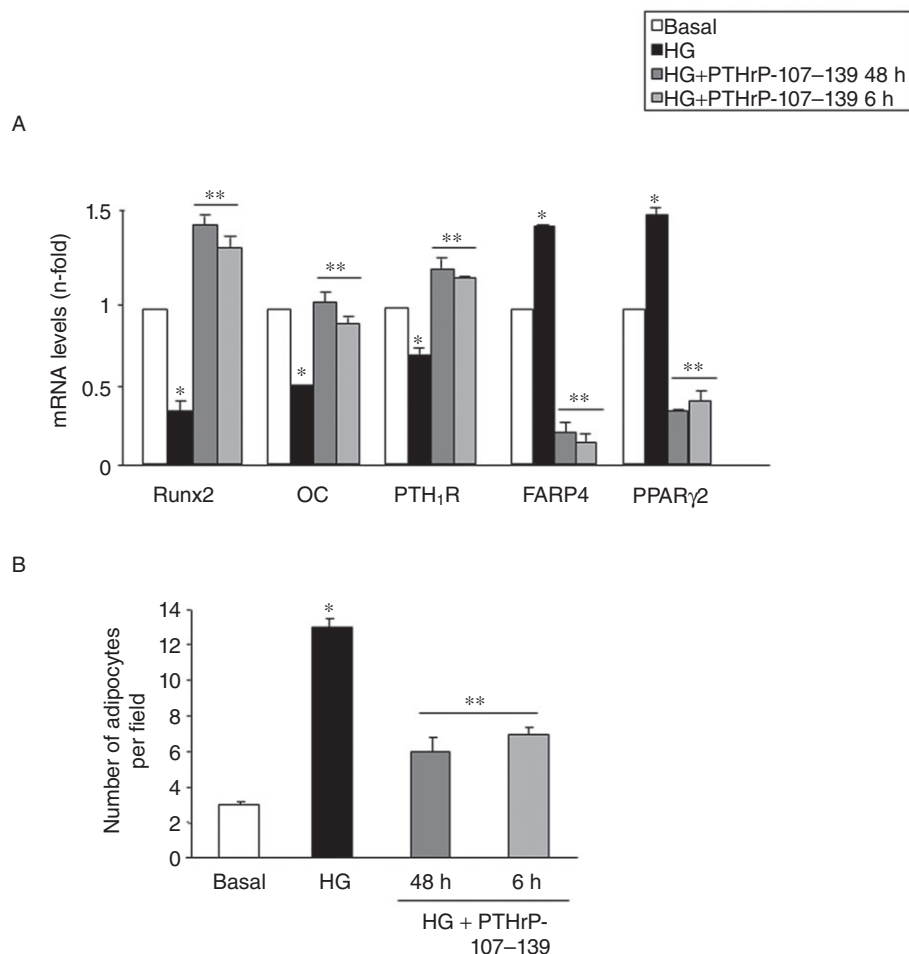 Basal
HG
HG+PTHrP-107–139 48 h
HG+PTHrP-107–139 6 h
A
mRNA levels (n-fold)
1.5
1
0.5
0
**
*
**
*
**
*
*
**
*
**
Runx2
OC
PTH₁R
FARP4
PPARγ2
B
Number of adipocytes
per field
14
12
10
8
6
4
2
0
*
**
Basal
HG
48 h
6 h
HG + PTHrP-
107–139